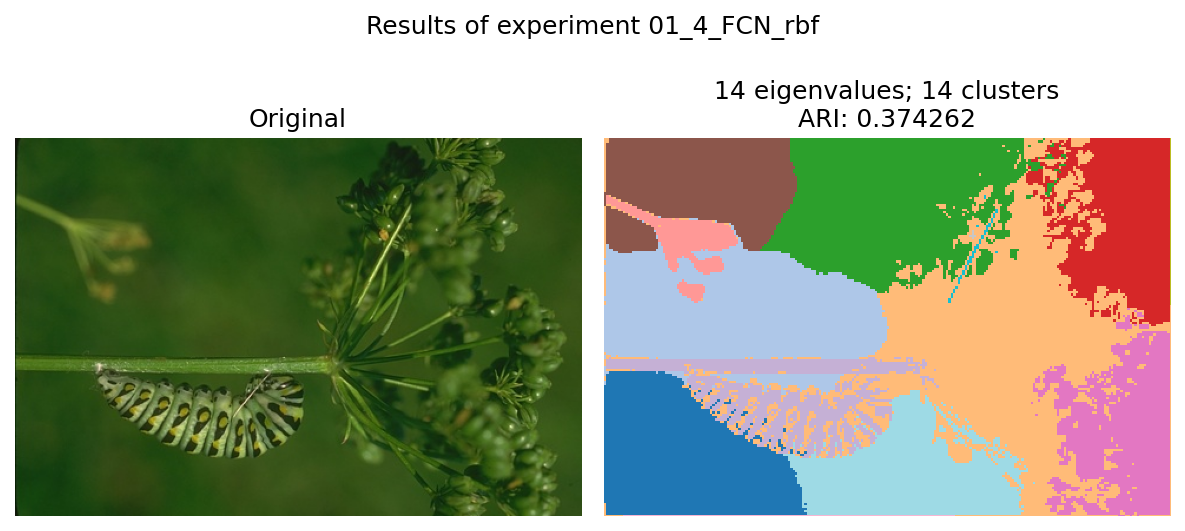 Results of experiment 01_4_FCN_rbf
Original
14 eigenvalues; 14 clusters
ARI: 0.374262